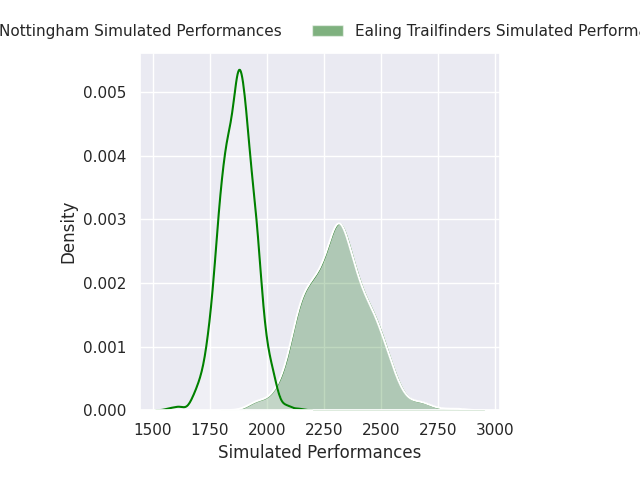 Nottingham Simulated Performances
Ealing Trailfinders Simulated
0.005
0.004
0.003
0.002
0.001
0.000
Density
1500 1750 2000 2250 2500 2750 3000
Simulated Performances